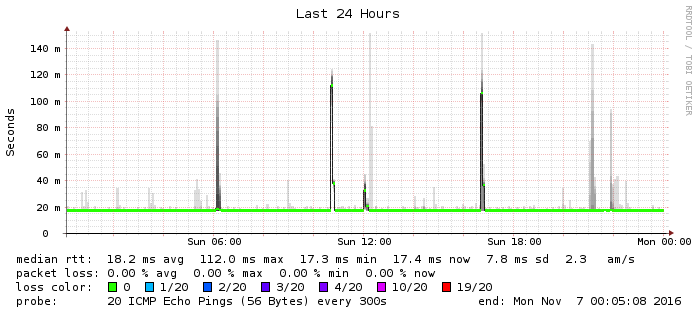 Last 24 Hours
RRDTOOL / TOBI OETIKER
Seconds
140 m
120 m
100 m
80 m
60 m
40 m
20 m
0
Sun 06:00 Sun 12:00 Sun 18:00 Mon 00:00
median rtt: 18.2 ms avg 112.0 ms max 17.3 ms min 17.4 ms now 7.8 ms sd 2.3 am/s
packet loss: 0.00 % avg 0.00 % max 0.00 % min 0.00 % now
loss color: 0 1/20 2/20 3/20 4/20 10/20 19/20
probe: 20 ICMP Echo Pings (56 Bytes) every 300s end: Mon Nov 7 00:05:08 2016